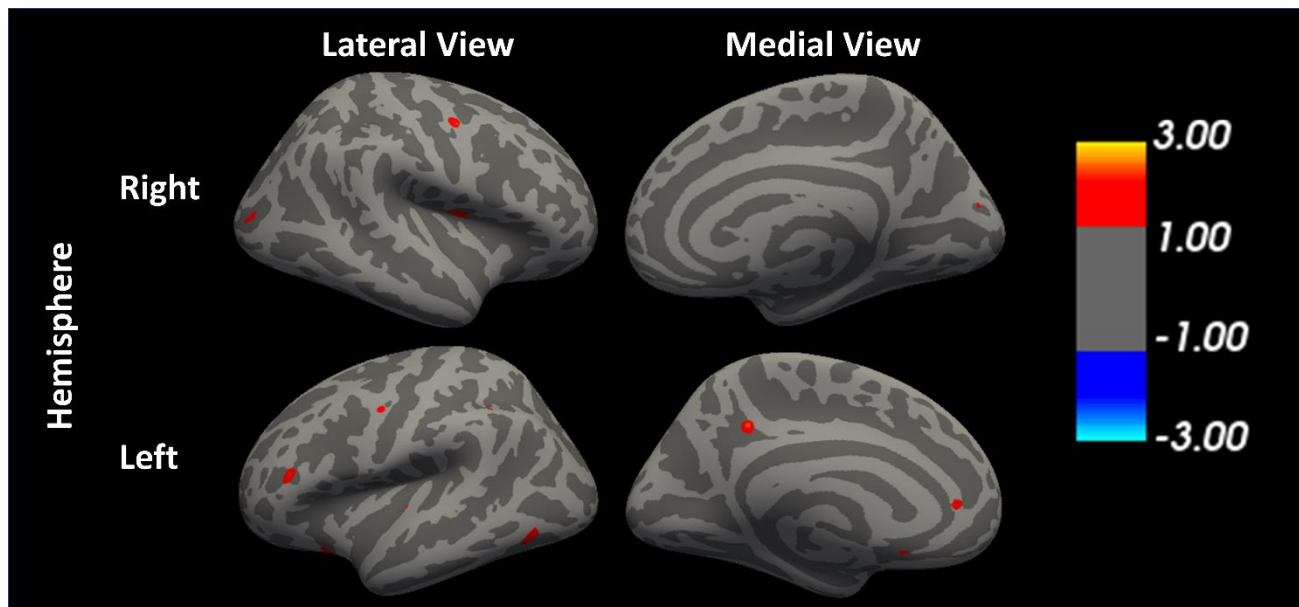 Lateral View
Medial View
Right
Hemisphere
Left
3.00
1.00
-1.00
-3.00